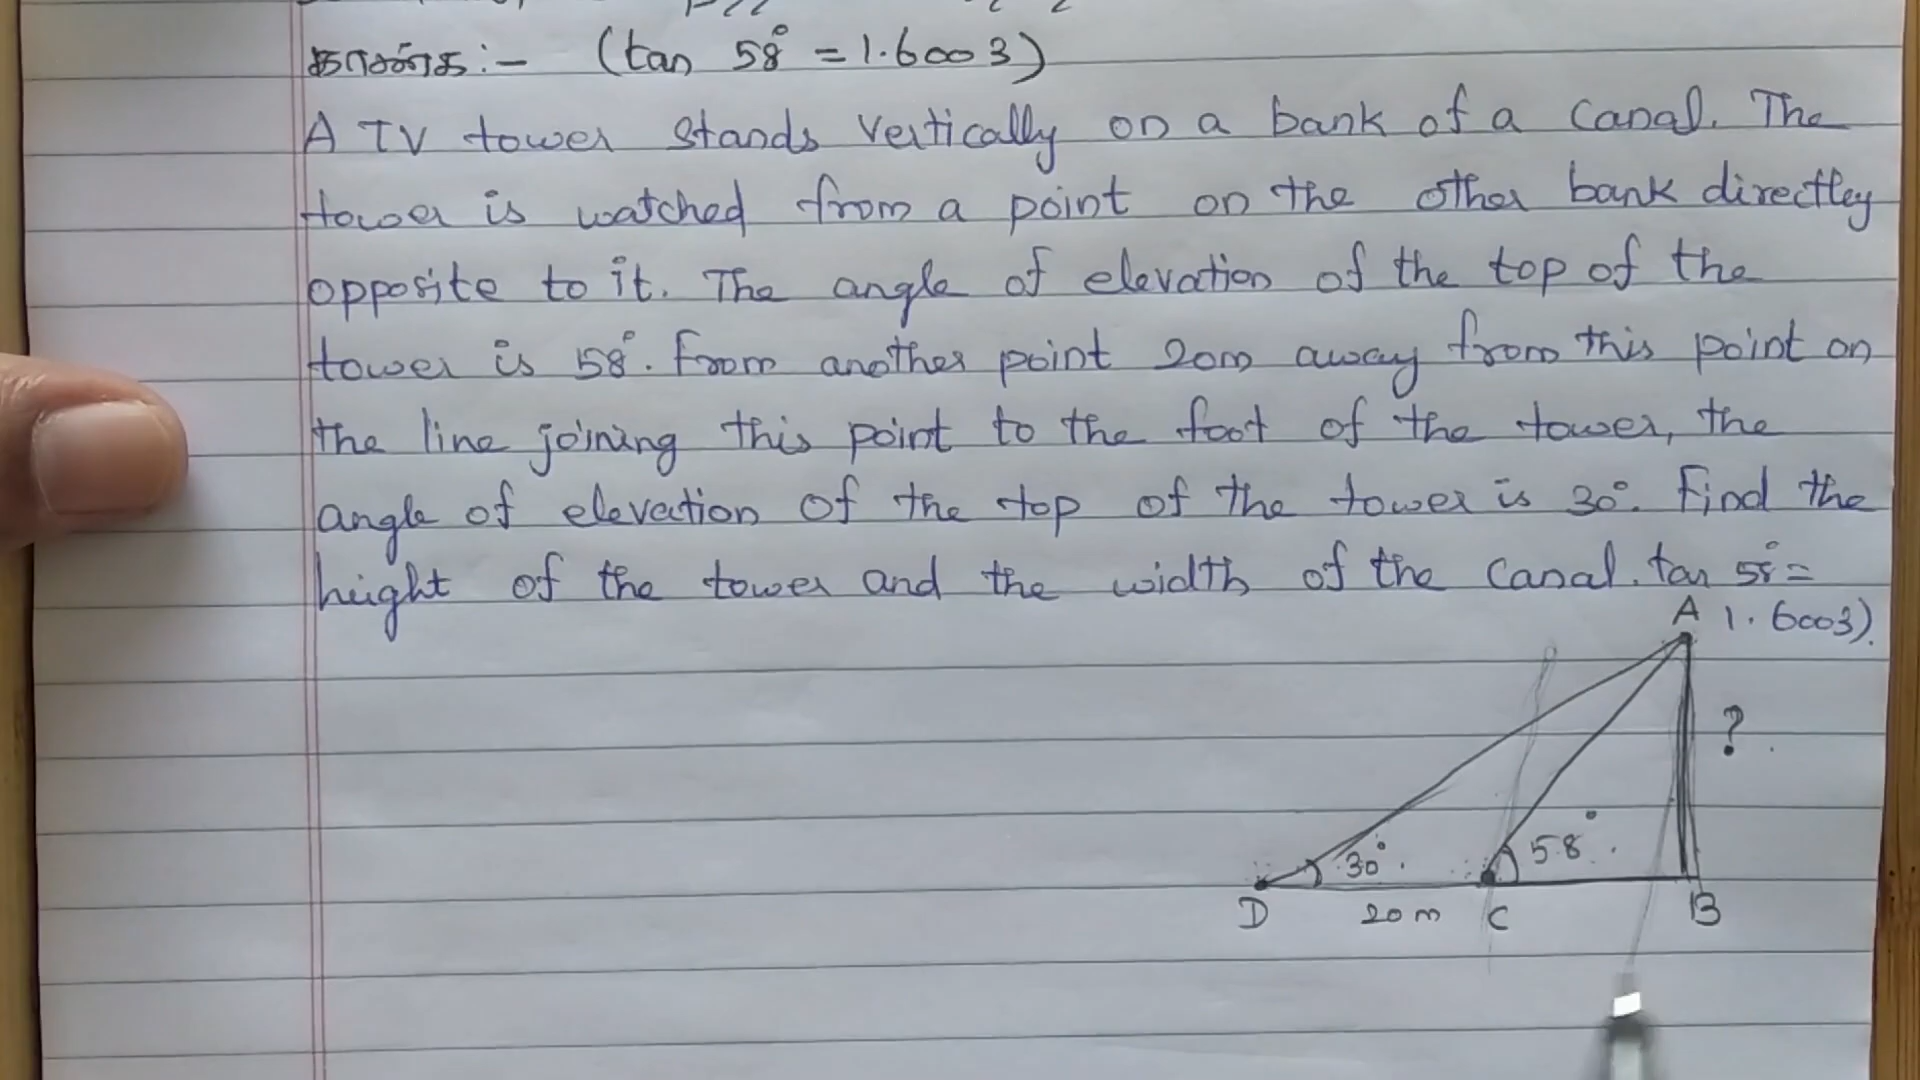 காண்க:- (tan 58° = 1.6003)
A TV tower stands vertically on a bank of a canal. The
tower is watched from a point on the other bank directley
opposite to it. The angle of elevation of the top of the
tower is 58°. From another point 20m away from this point on
the line joining this point to the foot of the tower, the
angle of elevation of the top of the tower is 30°. Find the
height of the tower and the width of the canal. tan 58° =
A 1.6003).
?
30°. 58°.
D 20m C B